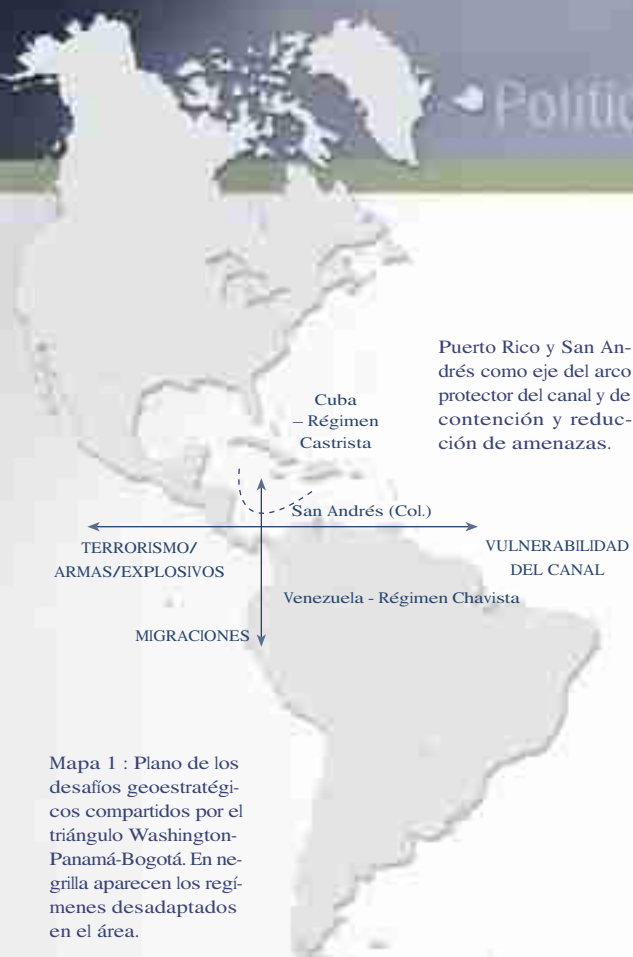 Puerto Rico y San An-
drés como eje del arco
protector del canal y de
contención y reduc-
ción de amenazas.
Cuba
– Régimen
Castrista
San Andrés (Col.)
TERRORISMO/
ARMAS/EXPLOSIVOS
VULNERABILIDAD
DEL CANAL
Venezuela - Régimen Chavista
MIGRACIONES
Mapa 1 : Plano de los
desafíos geoestratégi-
cos compartidos por el
triángulo Washington-
Panamá-Bogotá. En ne-
grilla aparecen los regí-
menes desadaptados
en el área.